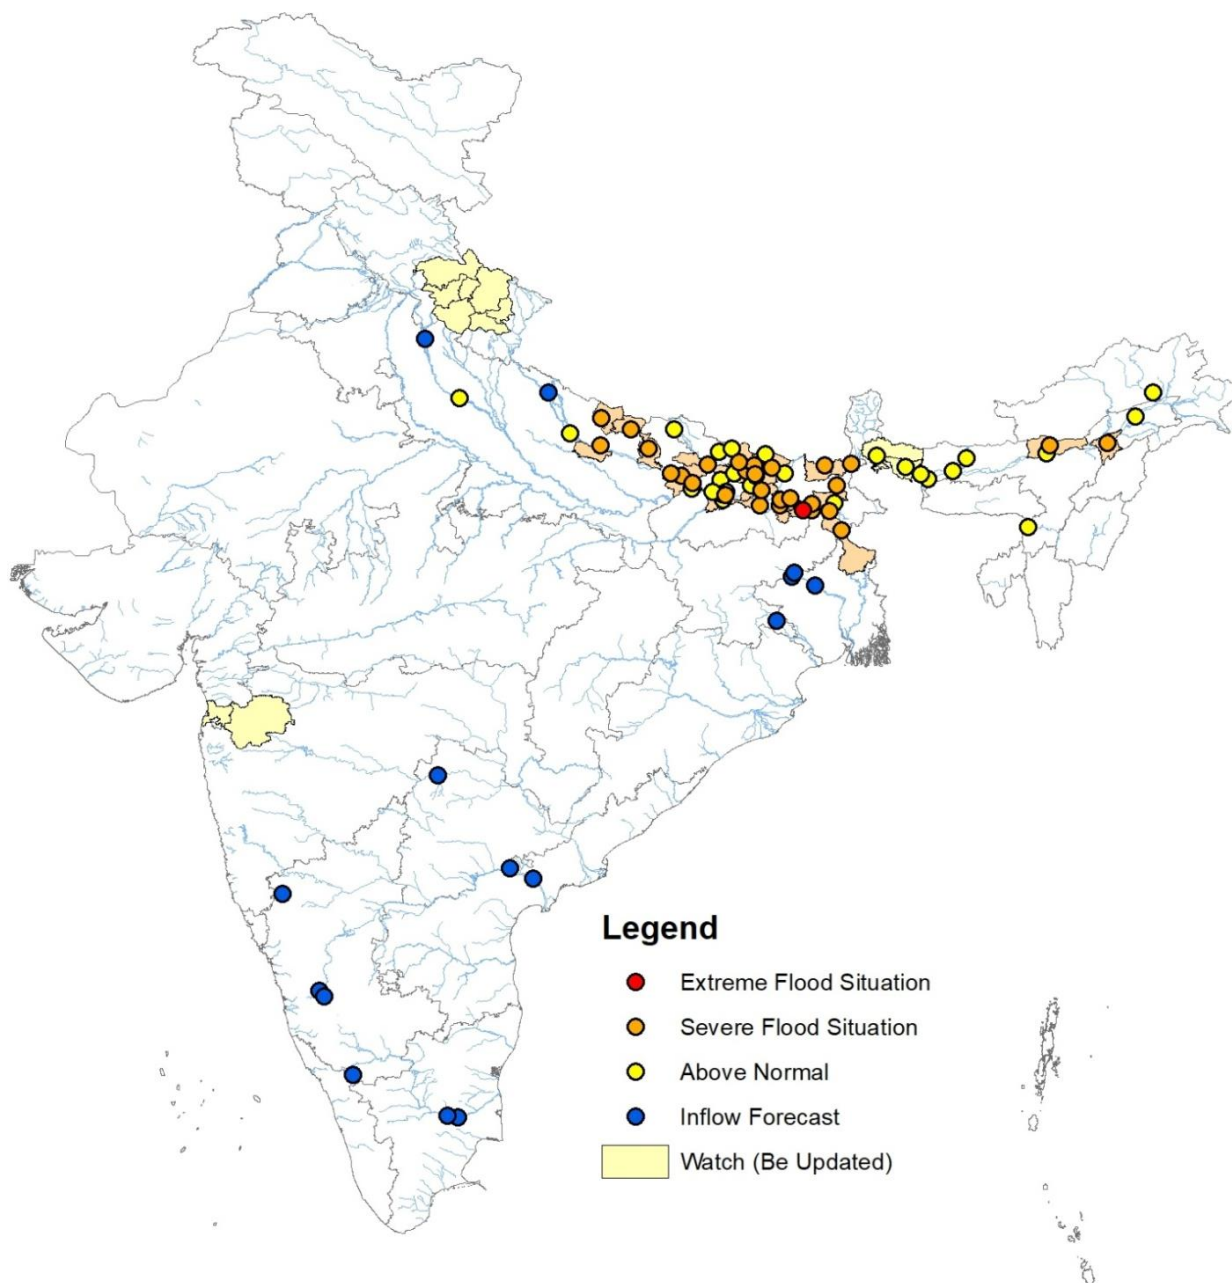 Legend
Extreme Flood Situation
Severe Flood Situation
Above Normal
Inflow Forecast
Watch (Be Updated)